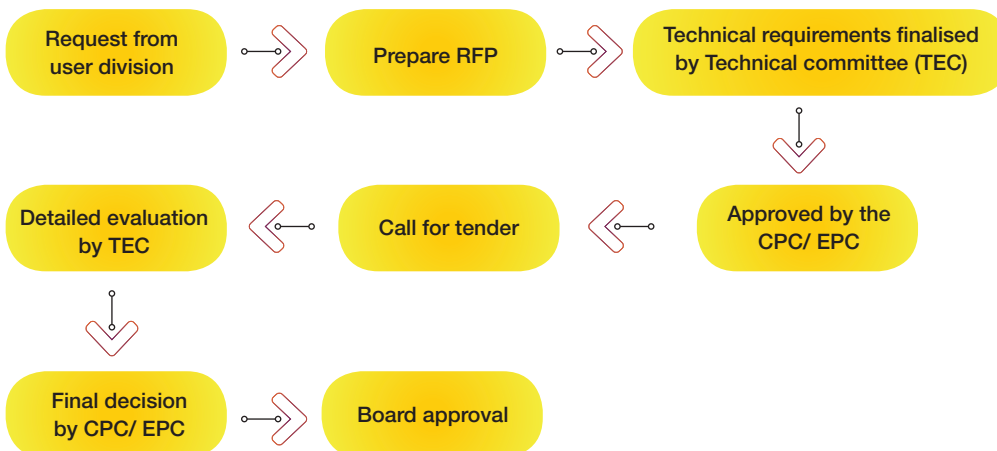 Request from
user division
Prepare RFP
Technical requirements finalised
by Technical committee (TEC)
Approved by the
CPC/ EPC
Call for tender
Detailed evaluation
by TEC
Final decision
by CPC/ EPC
Board approval